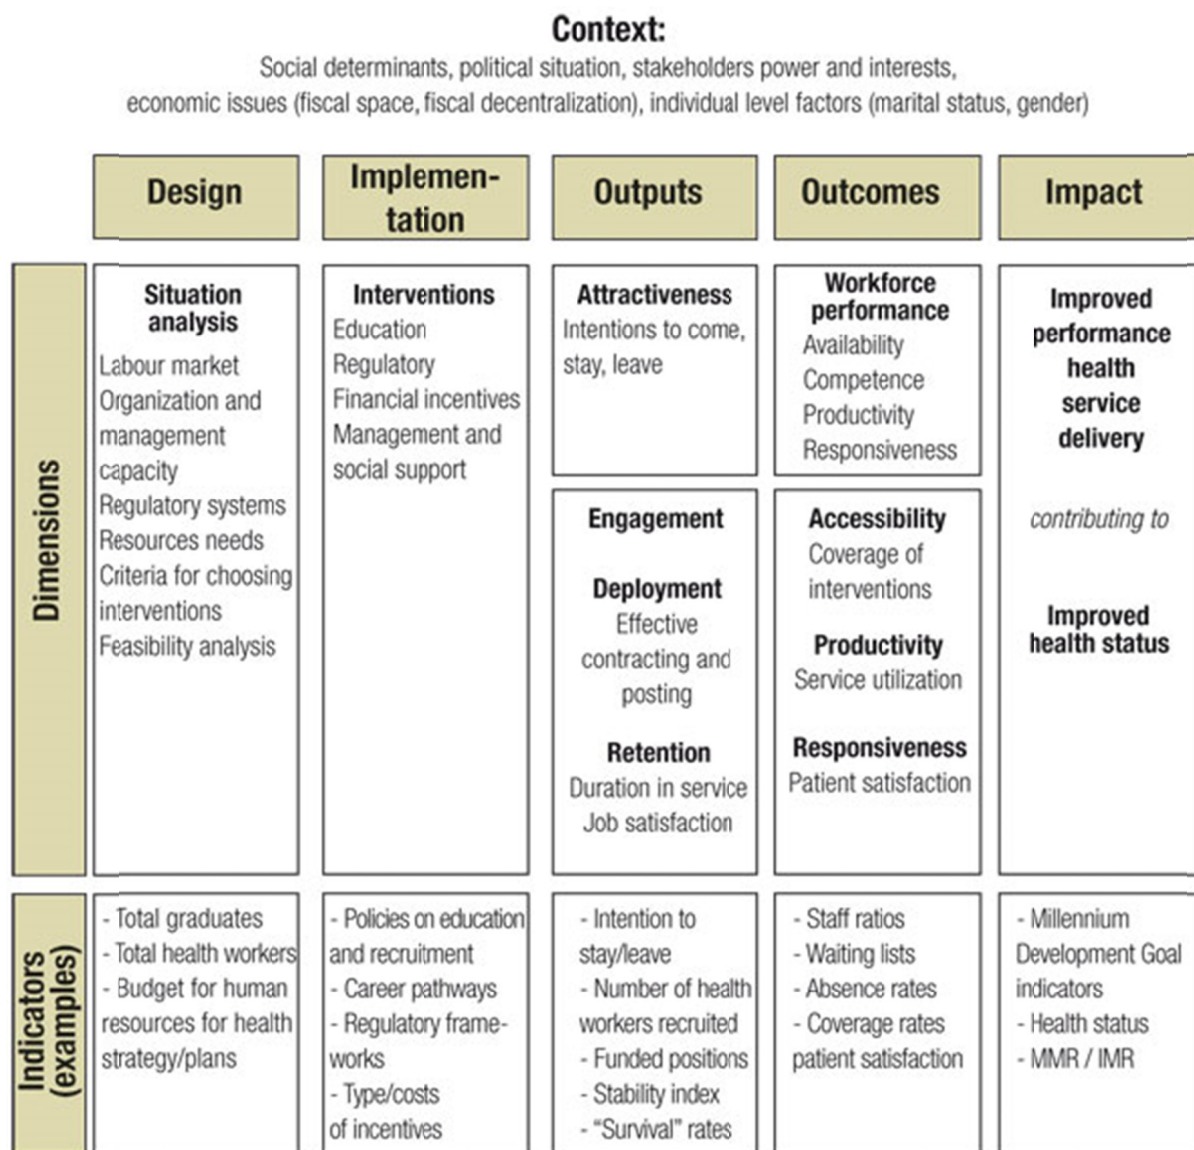 Context:
Social determinants, political situation, stakeholders power and interests,
economic issues (fiscal space, fiscal decentralization), individual level factors (marital status, gender)
Design
Implemen-
tation
Outputs
Outcomes
Impact
Dimensions
Situation
analysis
Labour market
Organization and
management
capacity
Regulatory systems
Resources needs
Criteria for choosing
interventions
Feasibility analysis
Interventions
Education
Regulatory
Financial incentives
Management and
social support
Attractiveness
Intentions to come,
stay, leave
Engagement
Deployment
Effective
contracting and
posting
Retention
Duration in service
Job satisfaction
Workforce
performance
Availability
Competence
Productivity
Responsiveness
Accessibility
Coverage of
interventions
Productivity
Service utilization
Responsiveness
Patient satisfaction
Improved
performance
health
service
delivery
contributing to
Improved
health status
Indicators
(examples)
- Total graduates
- Total health workers
- Budget for human
resources for health
strategy/plans
- Policies on education
and recruitment
- Career pathways
- Regulatory frame-
works
- Type/costs
of incentives
- Intention to
stay/leave
- Number of health
workers recruited
- Funded positions
- Stability index
- “Survival” rates
- Staff ratios
- Waiting lists
- Absence rates
- Coverage rates
patient satisfaction
- Millennium
Development Goal
indicators
- Health status
- MMR / IMR